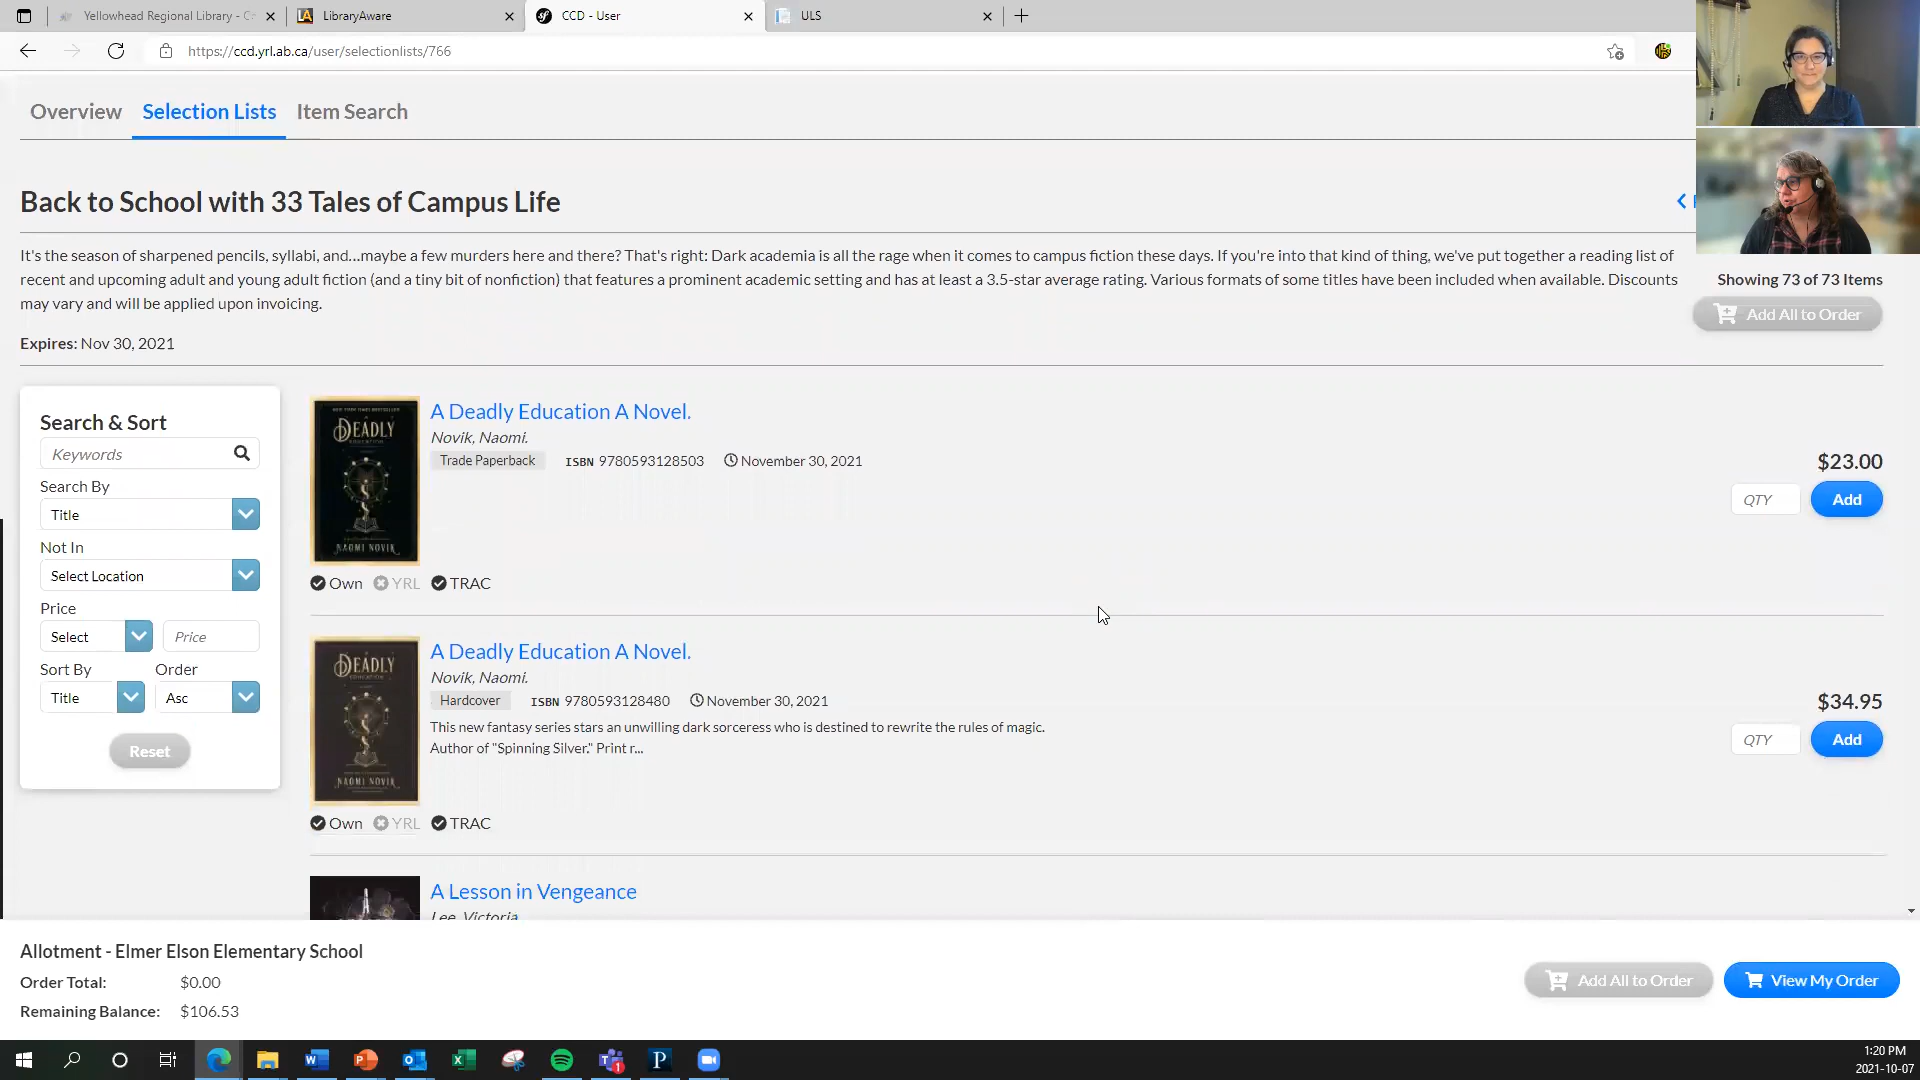 Yellowhead Regional Library - C
LibraryAware
CCD - User
ULS
https://ccd.yrl.ab.ca/user/selectionlists/766
Overview Selection Lists Item Search
Back to School with 33 Tales of Campus Life
It's the season of sharpened pencils, syllabi, and...maybe a few murders here and there? That's right: Dark academia is all the rage when it comes to campus fiction these days. If you're into that kind of thing, we've put together a reading list of
recent and upcoming adult and young adult fiction (and a tiny bit of nonfiction) that features a prominent academic setting and has at least a 3.5-star average rating. Various formats of some titles have been included when available. Discounts
may vary and will be applied upon invoicing.
Showing 73 of 73 Items
Add All to Order
Expires: Nov 30, 2021
Search & Sort
Keywords
Search By
Title
Not In
Select Location
Price
Select Price
Sort By Order
Title Asc
Reset
A DEADLY EDUCATION
NAOMI NOVIK
A Deadly Education A Novel.
Novik, Naomi.
Trade Paperback ISBN 9780593128503 November 30, 2021
$23.00
QTY Add
Own YRL TRAC
A DEADLY EDUCATION
NAOMI NOVIK
A Deadly Education A Novel.
Novik, Naomi.
Hardcover ISBN 9780593128480 November 30, 2021
This new fantasy series stars an unwilling dark sorceress who is destined to rewrite the rules of magic.
Author of "Spinning Silver." Print r...
$34.95
QTY Add
Own YRL TRAC
A Lesson in Vengeance
Lee, Victoria
Allotment - Elmer Elson Elementary School
Order Total: $0.00
Remaining Balance: $106.53
Add All to Order
View My Order
1:20 PM
2021-10-07